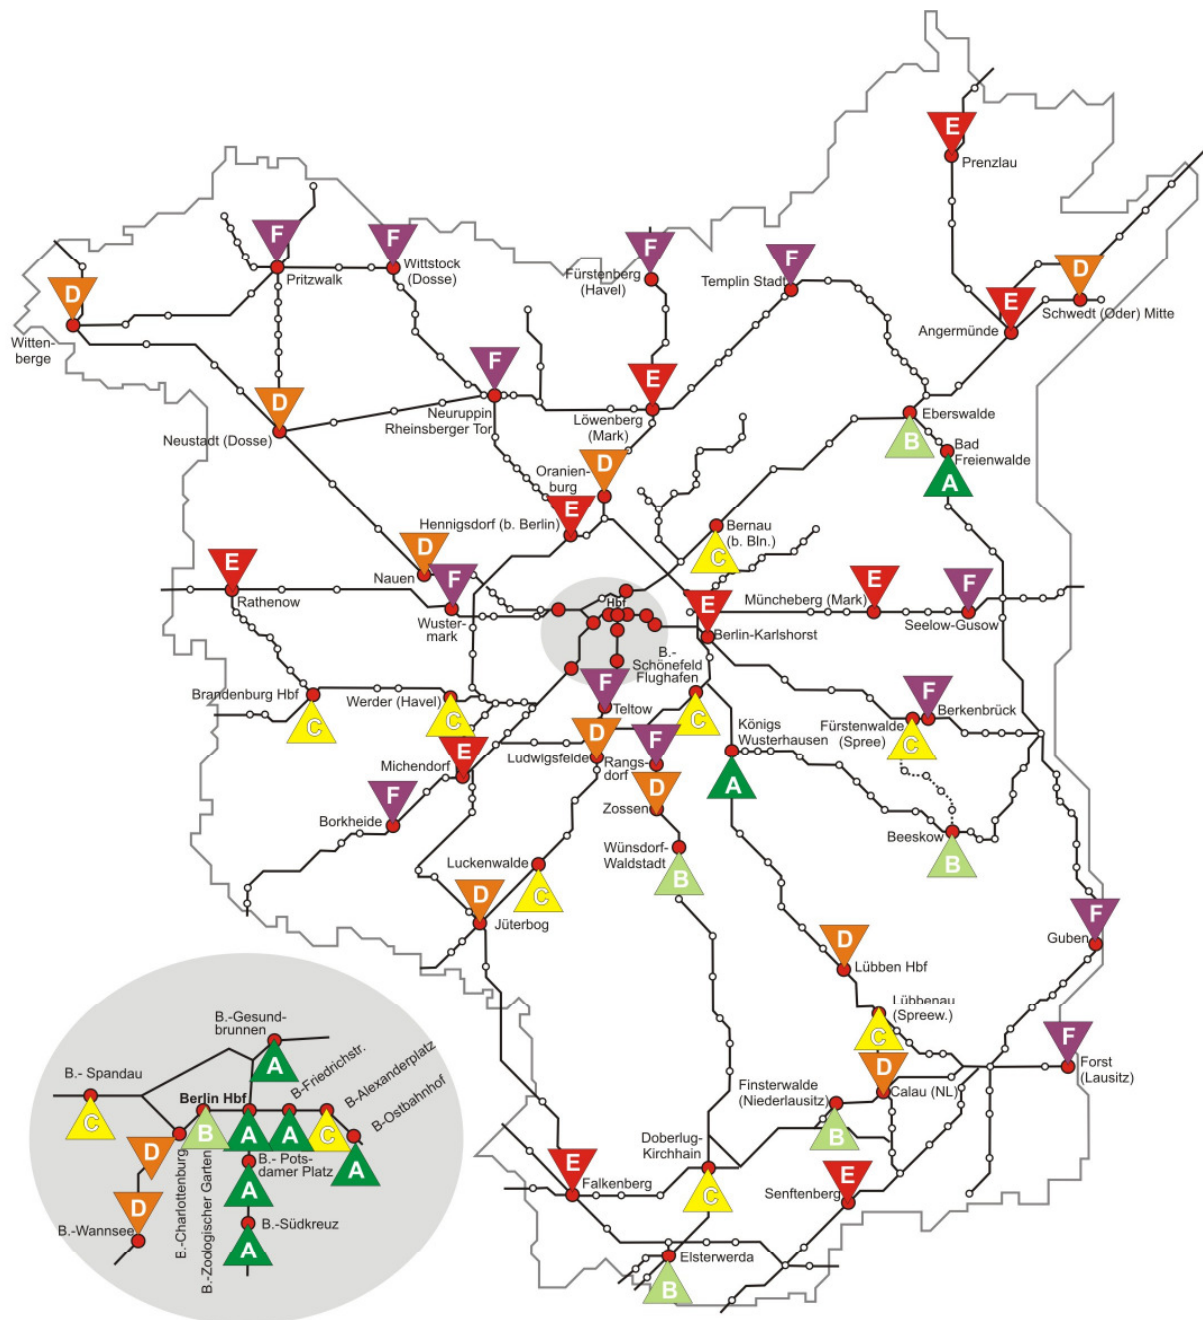 E
Prenzlau
F
Pritzwalk
F
Wittstock
(Dosse)
F
Fürstenberg
(Havel)
F
Templin Stadt
D
Schwedt (Oder) Mitte
E
Angermünde
D
Witten-
berge
F
Neuruppin
Rheinsberger Tor
E
Löwenberg
(Mark)
D
Neustadt (Dosse)
Eberswalde
B
Bad
Freienwalde
A
D
Oranien-
burg
E
Hennigsdorf (b. Berlin)
Bernau
(b. Bln.)
C
D
Nauen
E
Rathenow
F
Wuster-
mark
Hbf
E
Berlin-Karlshorst
E
Müncheberg (Mark)
F
Seelow-Gusow
B.-
Schönefeld
Flughafen
C
Brandenburg Hbf
C
Werder (Havel)
C
F
Teltow
F
Berkenbrück
Fürstenwalde
(Spree)
C
Königs
Wusterhausen
A
D
Ludwigsfelde
F
Rangs-
dorf
E
Michendorf
D
Zossen
F
Borkheide
Beeskow
B
Wünsdorf-
Waldstadt
B
Luckenwalde
C
D
Jüterbog
F
Guben
D
Lübben Hbf
Lübbenau
(Spreew.)
C
F
Forst
(Lausitz)
D
Calau (NL)
Finsterwalde
(Niederlausitz)
B
Doberlug-
Kirchhain
C
E
Falkenberg
E
Senftenberg
Elsterwerda
B
B.-Gesund-
brunnen
A
B-Friedrichstr.
A
B-Alexanderplatz
C
B-Ostbahnhof
A
B.- Spandau
C
Berlin Hbf
A
B
B.-Zoologischer Garten
D
B.-Charlottenburg
B.- Pots-
damer Platz
A
D
B.-Wannsee
B.-Südkreuz
A